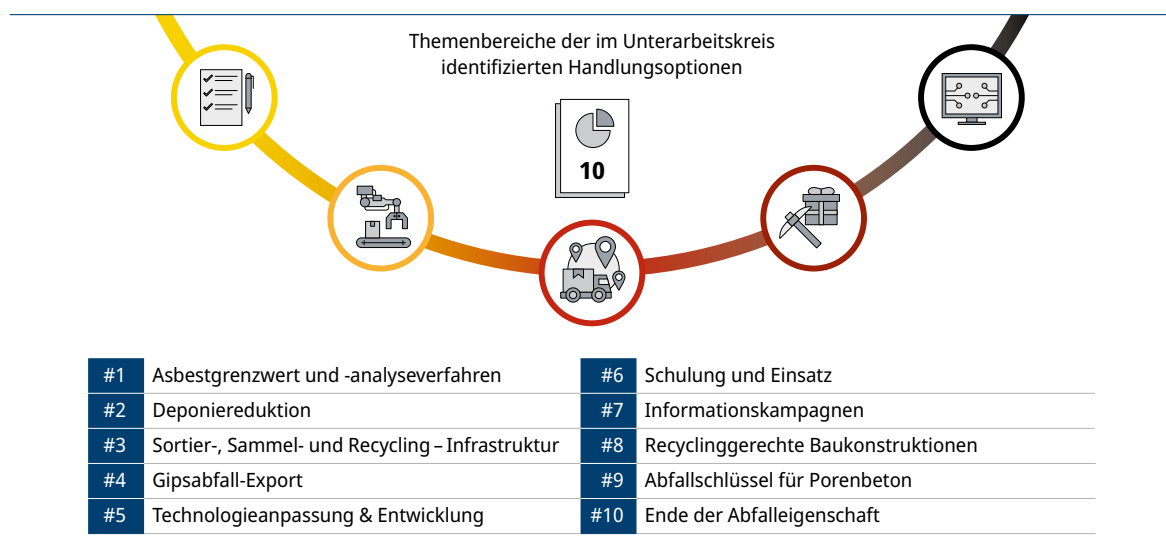 Themenbereiche der im Unterarbeitskreis
identifizierten Handlungsoptionen
10
#1 Asbestgrenzwert und -analyseverfahren
#2 Deponiereduktion
#3 Sortier-, Sammel- und Recycling – Infrastruktur
#4 Gipsabfall-Export
#5 Technologieanpassung & Entwicklung
#6 Schulung und Einsatz
#7 Informationskampagnen
#8 Recyclinggerechte Baukonstruktionen
#9 Abfallschlüssel für Porenbeton
#10 Ende der Abfalleigenschaft